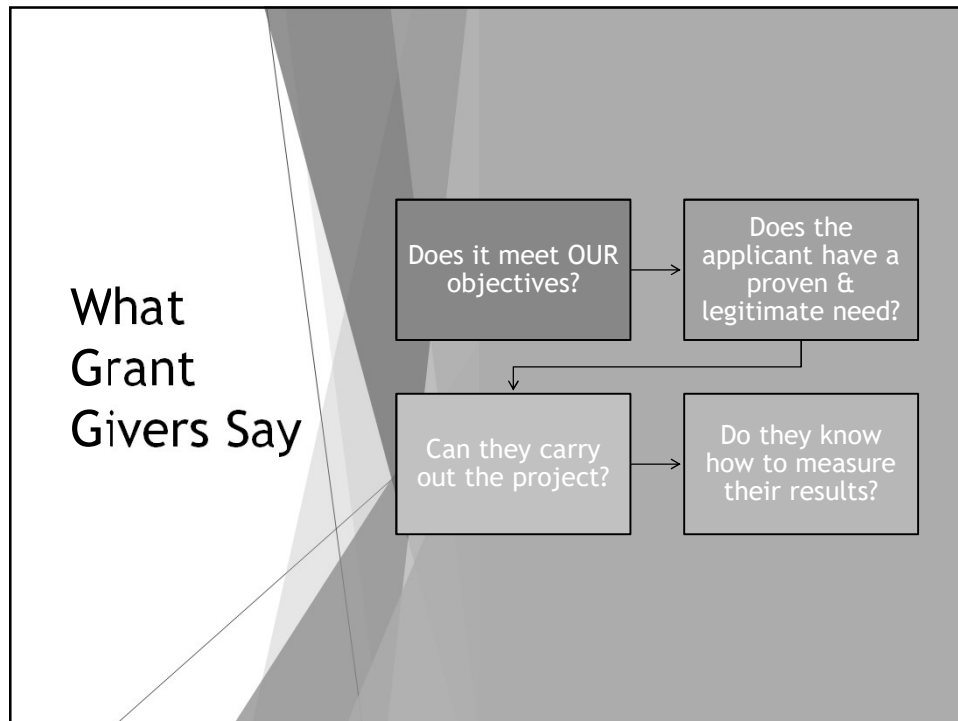 What
Grant
Givers Say
Does it meet OUR
objectives?
Does the
applicant have a
proven &
legitimate need?
Can they carry
out the project?
Do they know
how to measure
their results?